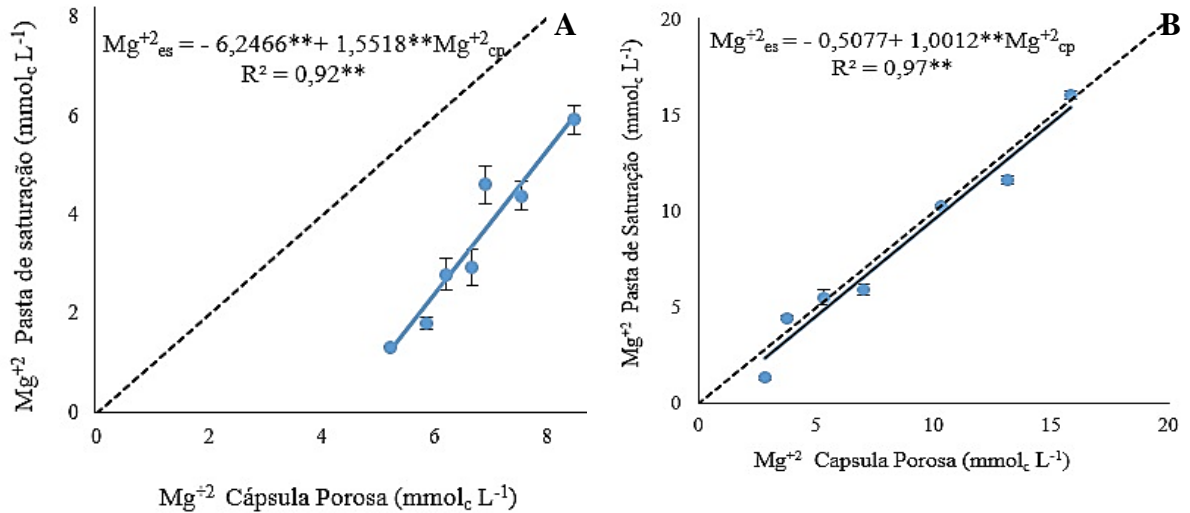 A
Mg⁺²es = - 6,2466**+ 1,5518**Mg⁺²cp
R² = 0,92**
Mg⁺² Pasta de saturação (mmolc L⁻¹)
8
6
4
2
0
0 2 4 6 8
Mg⁺² Cápsula Porosa (mmolc L⁻¹)
B
Mg⁺²es = - 0,5077+ 1,0012**Mg⁺²cp
R² = 0,97**
Mg⁺² Pasta de Saturação (mmolc L⁻¹)
20
15
10
5
0
0 5 10 15 20
Mg⁺² Capsula Porosa (mmolc L⁻¹)